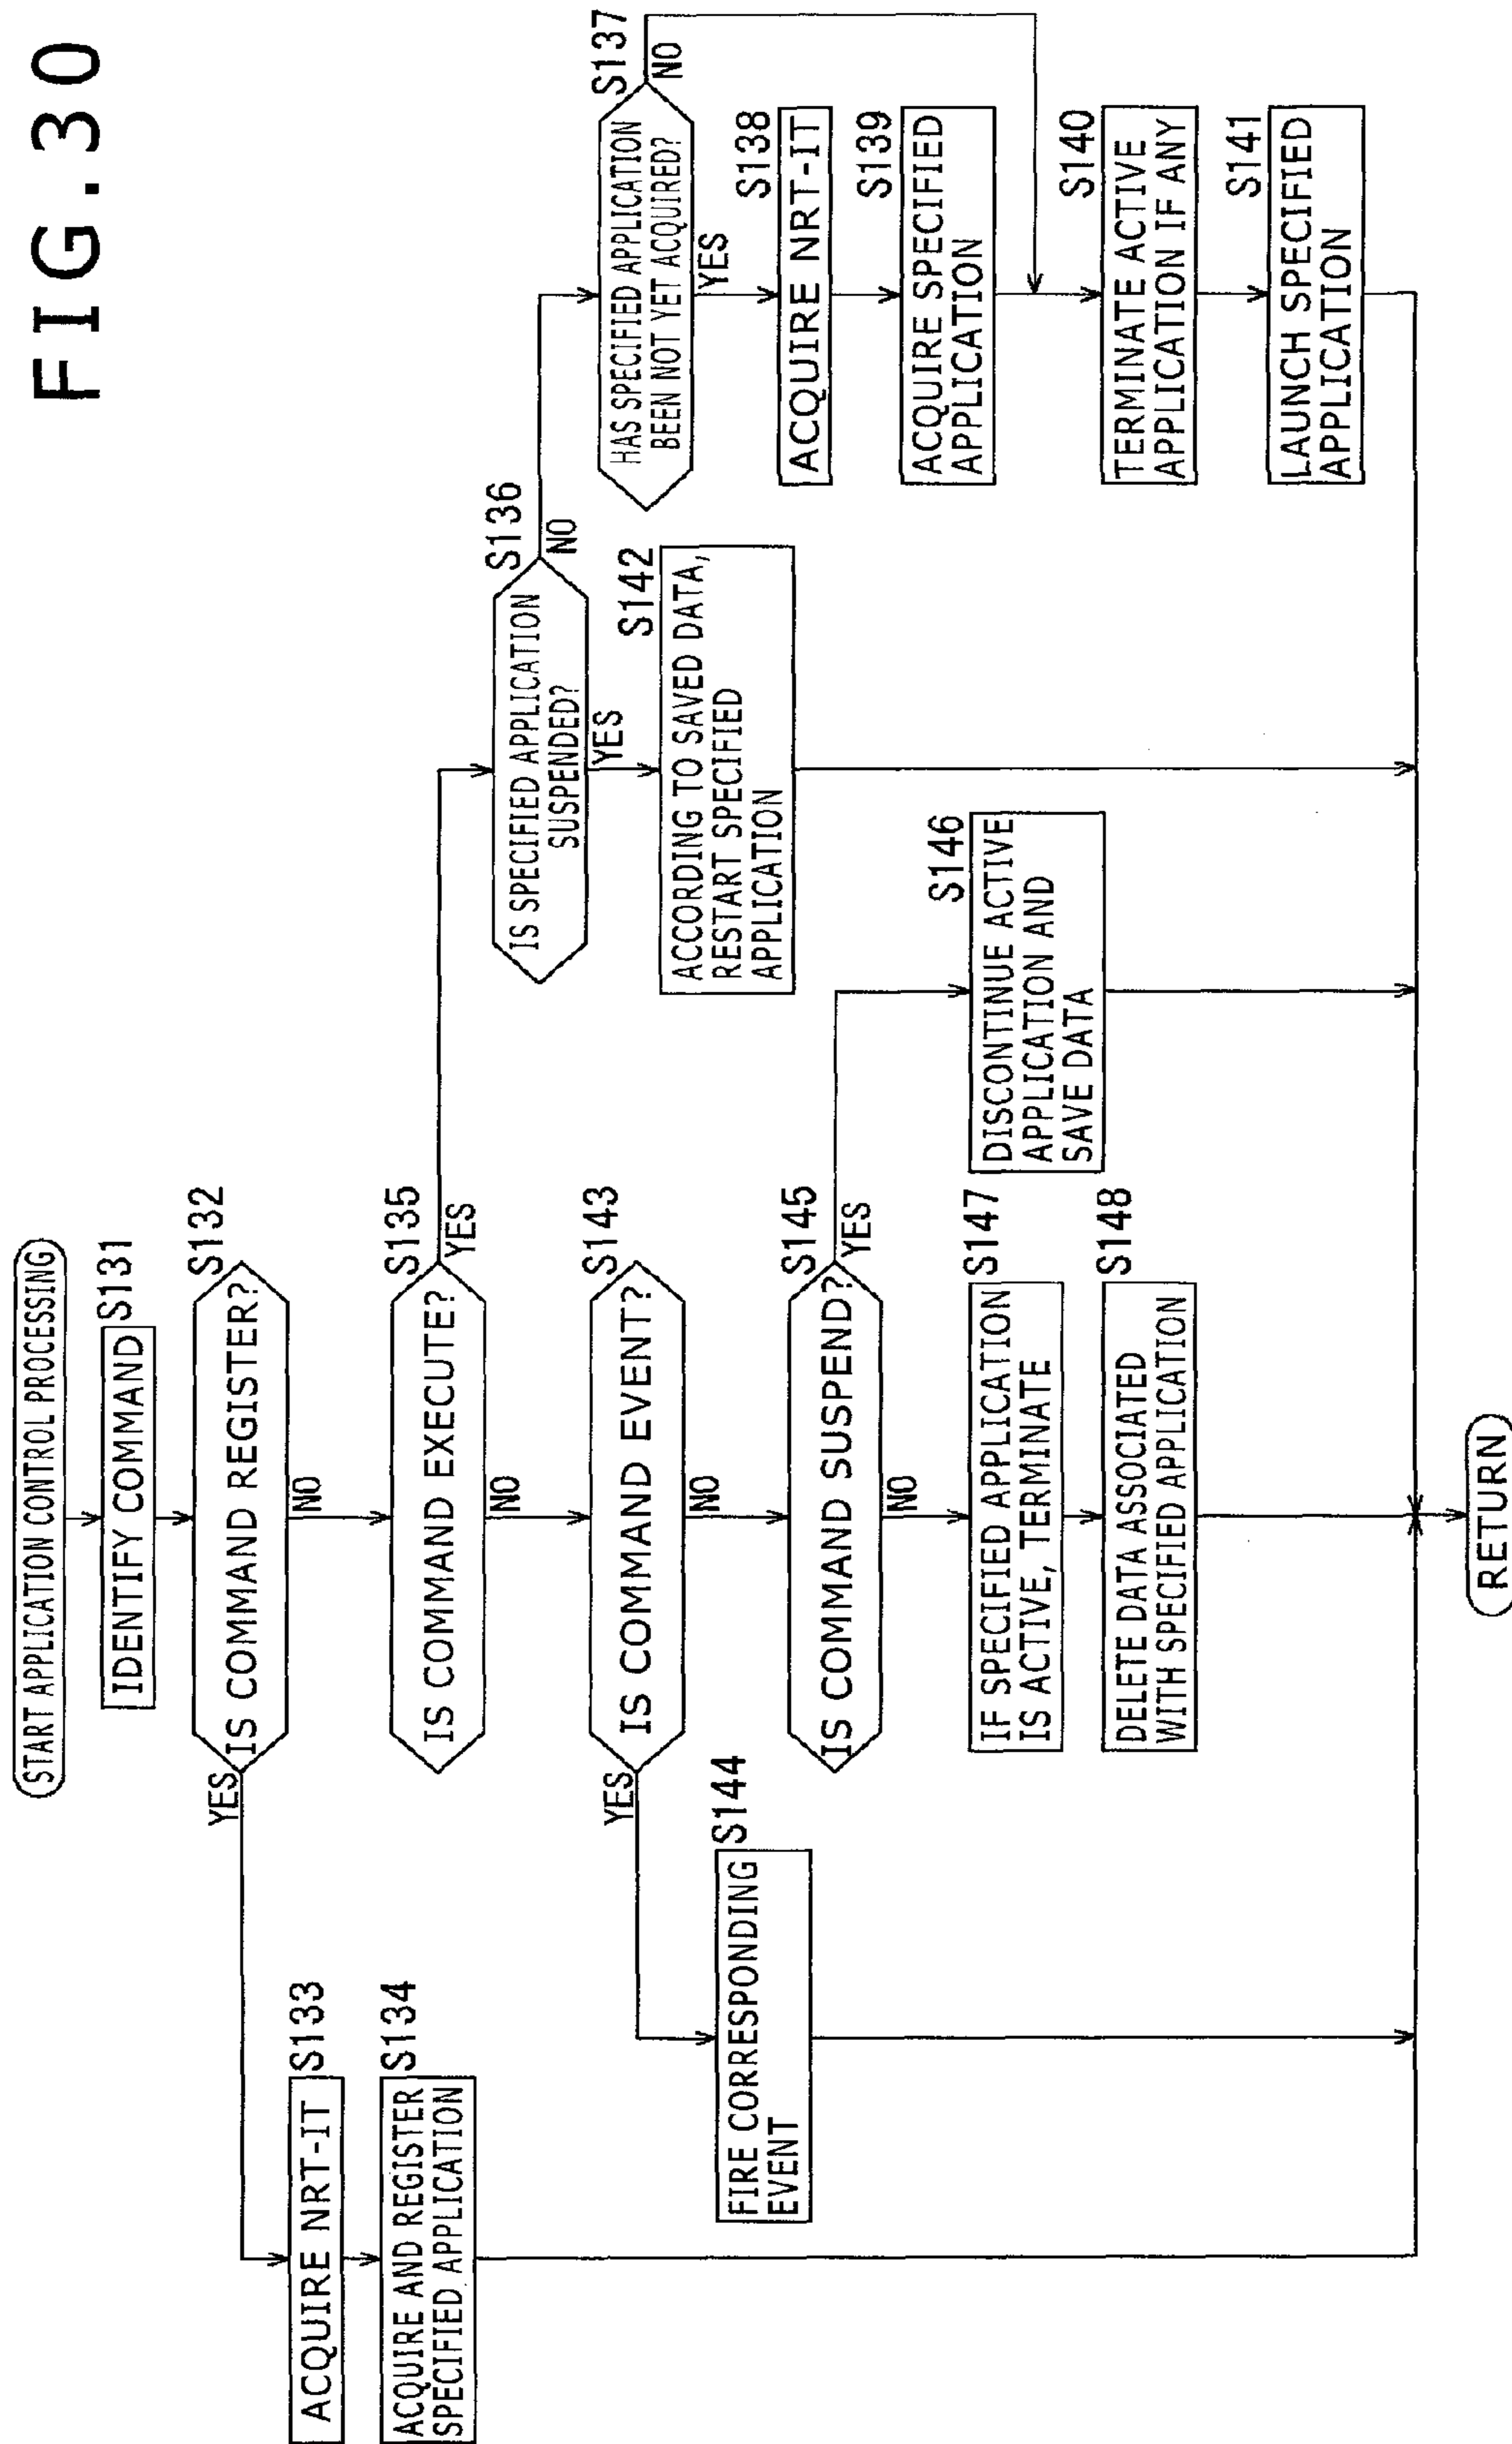 FIG.30
START APPLICATION CONTROL PROCESSING
S131
IDENTIFY COMMAND
S132
IS COMMAND REGISTER?
YES
NO
S133
ACQUIRE NRT-IT
S134
ACQUIRE AND REGISTER
SPECIFIED APPLICATION
S135
IS COMMAND EXECUTE?
YES
NO
S136
IS SPECIFIED APPLICATION
SUSPENDED?
NO
YES
S137
HAS SPECIFIED APPLICATION
BEEN NOT YET ACQUIRED?
NO
YES
S138
ACQUIRE NRT-IT
S139
ACQUIRE SPECIFIED
APPLICATION
S140
TERMINATE ACTIVE
APPLICATION IF ANY
S141
LAUNCH SPECIFIED
APPLICATION
S142
ACCORDING TO SAVED DATA,
RESTART SPECIFIED
APPLICATION
S143
IS COMMAND EVENT?
YES
NO
S144
FIRE CORRESPONDING
EVENT
S145
IS COMMAND SUSPEND?
YES
NO
S146
DISCONTINUE ACTIVE
APPLICATION AND
SAVE DATA
S147
IF SPECIFIED APPLICATION
IS ACTIVE, TERMINATE
S148
DELETE DATA ASSOCIATED
WITH SPECIFIED APPLICATION
RETURN